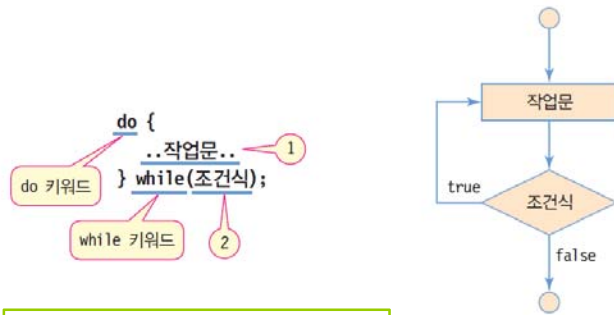 do {
..작업문..
} while(조건식);
do 키워드
while 키워드
1
2
작업문
조건식
true
false